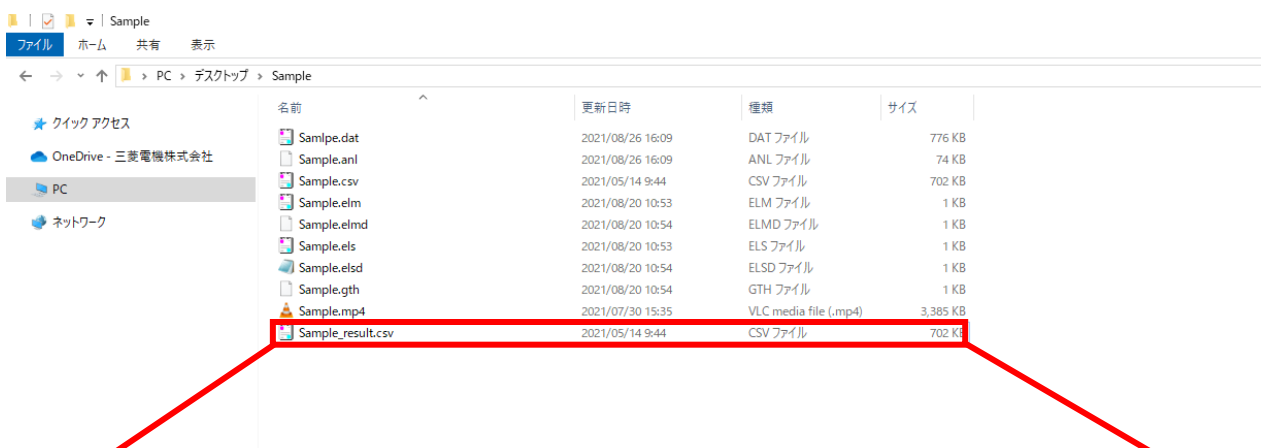 Sample
ファイル ホーム 共有 表示
PC › デスクトップ › Sample
名前 更新日時 種類 サイズ
クイック アクセス
OneDrive - 三菱電機株式会社
PC
ネットワーク
Samlpe.dat 2021/08/26 16:09 DAT ファイル 776 KB
Sample.anl 2021/08/26 16:09 ANL ファイル 74 KB
Sample.csv 2021/05/14 9:44 CSV ファイル 702 KB
Sample.elm 2021/08/20 10:53 ELM ファイル 1 KB
Sample.elmd 2021/08/20 10:54 ELMD ファイル 1 KB
Sample.els 2021/08/20 10:53 ELS ファイル 1 KB
Sample.elsd 2021/08/20 10:54 ELSD ファイル 1 KB
Sample.gth 2021/08/20 10:54 GTH ファイル 1 KB
Sample.mp4 2021/07/30 15:35 VLC media file (.mp4) 3,385 KB
Sample_result.csv 2021/05/14 9:44 CSV ファイル 702 KB